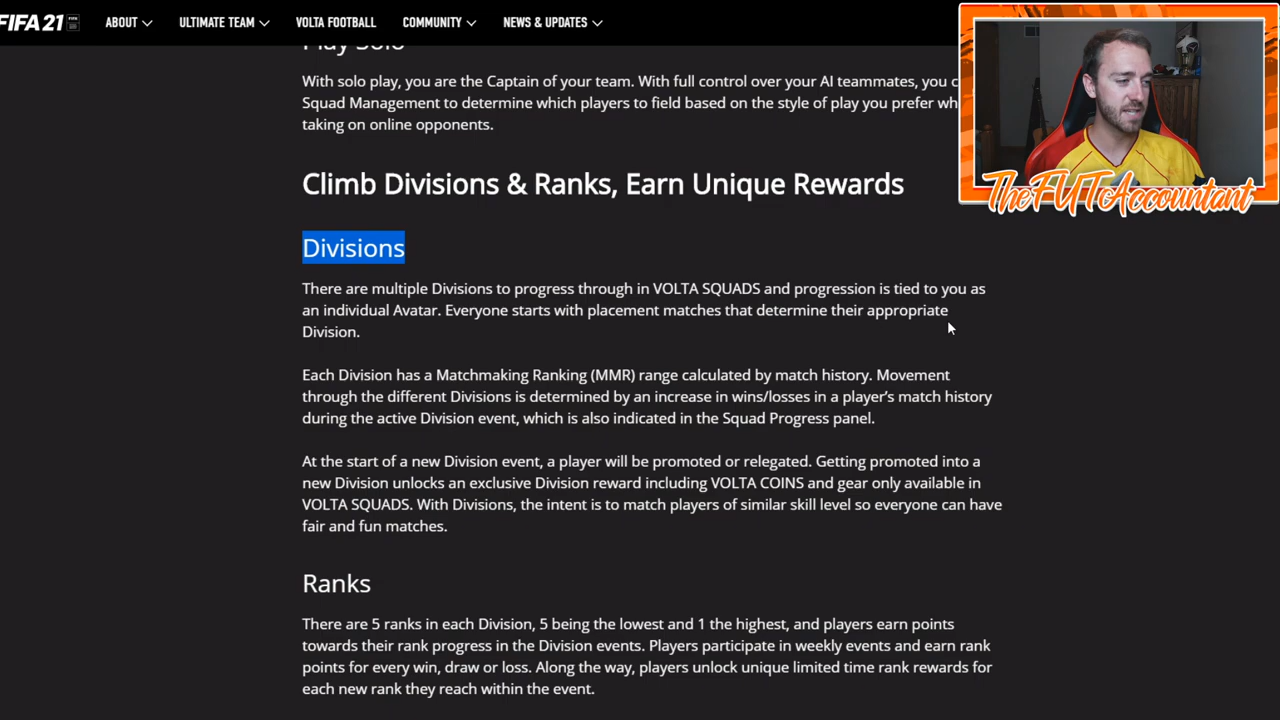 FIFA 21
ABOUT
ULTIMATE TEAM
VOLTA FOOTBALL
COMMUNITY
NEWS & UPDATES
Play Solo
With solo play, you are the Captain of your team. With full control over your AI teammates, you
Squad Management to determine which players to field based on the style of play you prefer
taking on online opponents.
TheFUTAccountant
Climb Divisions & Ranks, Earn Unique Rewards
Divisions
There are multiple Divisions to progress through in VOLTA SQUADS and progression is tied to you as
an individual Avatar. Everyone starts with placement matches that determine their appropriate
Division.
Each Division has a Matchmaking Ranking (MMR) range calculated by match history. Movement
through the different Divisions is determined by an increase in wins/losses in a player’s match history
during the active Division event, which is also indicated in the Squad Progress panel.
At the start of a new Division event, a player will be promoted or relegated. Getting promoted into a
new Division unlocks an exclusive Division reward including VOLTA COINS and gear only available in
VOLTA SQUADS. With Divisions, the intent is to match players of similar skill level so everyone can have
fair and fun matches.
Ranks
There are 5 ranks in each Division, 5 being the lowest and 1 the highest, and players earn points
towards their rank progress in the Division events. Players participate in weekly events and earn rank
points for every win, draw or loss. Along the way, players unlock unique limited time rank rewards for
each new rank they reach within the event.